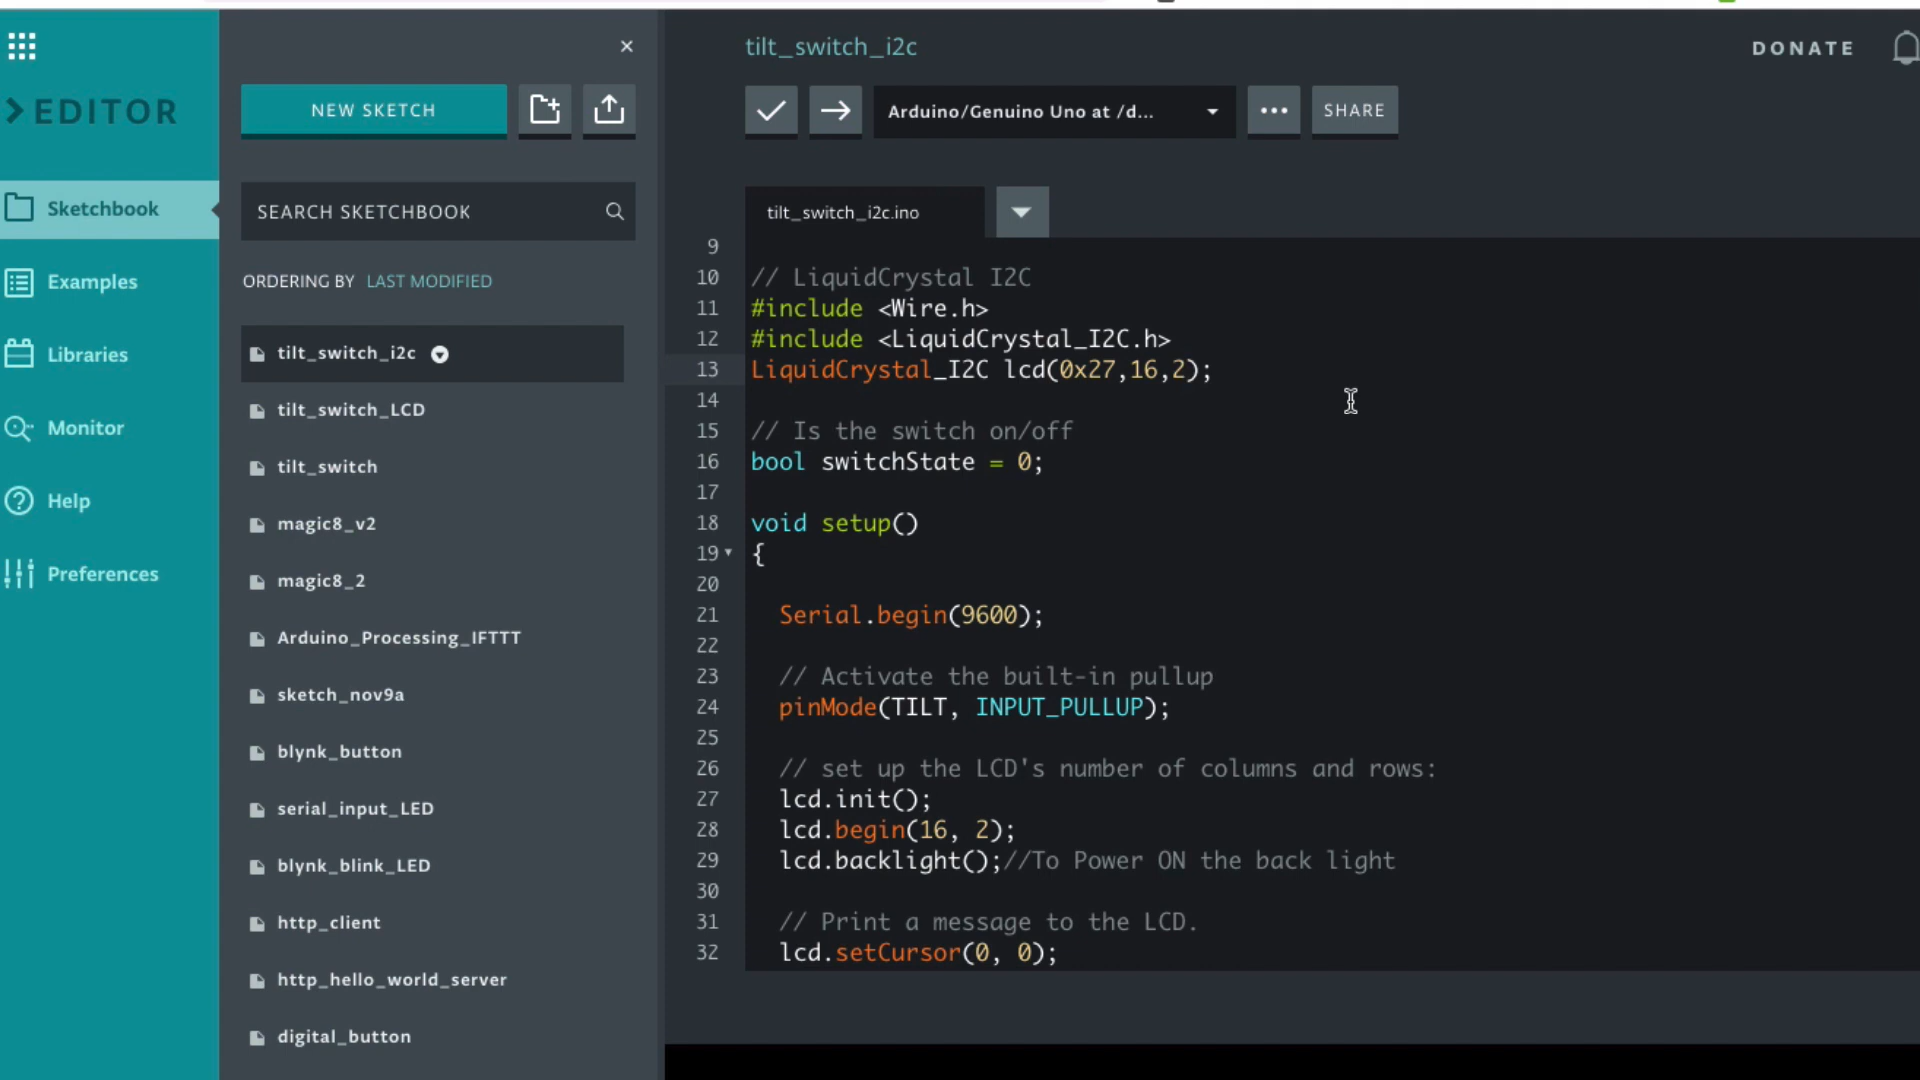 EDITOR
Sketchbook
Examples
Libraries
Monitor
Help
Preferences
NEW SKETCH
SEARCH SKETCHBOOK
ORDERING BY LAST MODIFIED
tilt_switch_i2c
tilt_switch_LCD
tilt_switch
magic8_v2
magic8_2
Arduino_Processing_IFTTT
sketch_nov9a
blynk_button
serial_input_LED
blynk_blink_LED
http_client
http_hello_world_server
digital_button
tilt_switch_i2c
DONATE
Arduino/Genuino Uno at /d...
SHARE
tilt_switch_i2c.ino
9
10 // LiquidCrystal I2C
11 #include <Wire.h>
12 #include <LiquidCrystal_I2C.h>
13 LiquidCrystal_I2C lcd(0x27,16,2);
14
15 // Is the switch on/off
16 bool switchState = 0;
17
18 void setup()
19 {
20
21 Serial.begin(9600);
22
23 // Activate the built-in pullup
24 pinMode(TILT, INPUT_PULLUP);
25
26 // set up the LCD's number of columns and rows:
27 lcd.init();
28 lcd.begin(16, 2);
29 lcd.backlight();//To Power ON the back light
30
31 // Print a message to the LCD.
32 lcd.setCursor(0, 0);